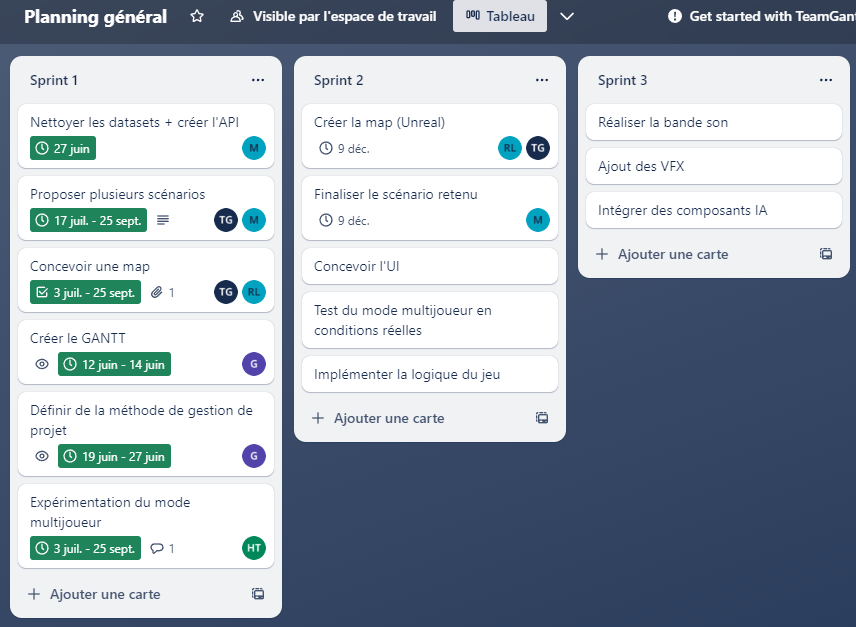 Planning général
Visible par l'espace de travail
Tableau
Get started with TeamGant
Sprint 1
Nettoyer les datasets + créer l'API
27 juin
M
Proposer plusieurs scénarios
17 juil. - 25 sept.
TG
M
Concevoir une map
3 juil. - 25 sept.
1
TG
RL
Créer le GANTT
12 juin - 14 juin
G
Définir de la méthode de gestion de
projet
19 juin - 27 juin
G
Expérimentation du mode
multijoueur
3 juil. - 25 sept.
1
HT
Ajouter une carte
Sprint 2
Créer la map (Unreal)
9 déc.
RL
TG
Finaliser le scénario retenu
9 déc.
M
Concevoir l'UI
Test du mode multijoueur en
conditions réelles
Implémenter la logique du jeu
Ajouter une carte
Sprint 3
Réaliser la bande son
Ajout des VFX
Intégrer des composants IA
Ajouter une carte